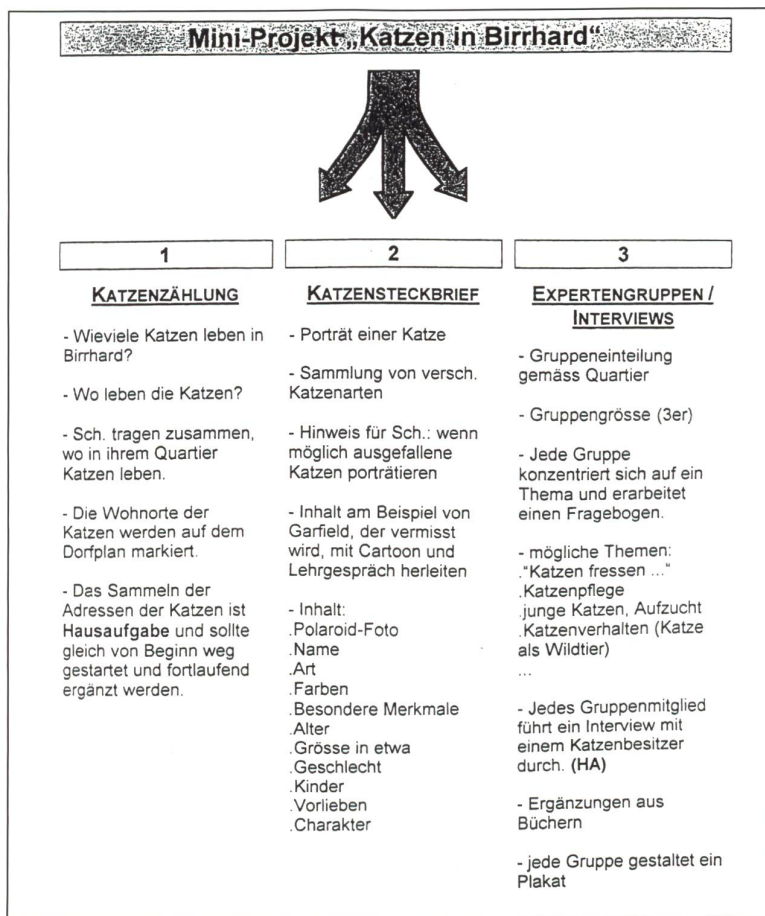 Mini-Projekt „Katzen in Birrhard“
1
KATZENZÄHLUNG
- Wieviele Katzen leben in
Birrhard?
- Wo leben die Katzen?
- Sch. tragen zusammen,
wo in ihrem Quartier
Katzen leben.
- Die Wohnorte der
Katzen werden auf dem
Dorfplan markiert.
- Das Sammeln der
Adressen der Katzen ist
Hausaufgabe und sollte
gleich von Beginn weg
gestartet und fortlaufend
ergänzt werden.
2
KATZENSTECKBRIEF
- Porträt einer Katze
- Sammlung von versch.
Katzenarten
- Hinweis für Sch.: wenn
möglich ausgefallene
Katzen porträtieren
- Inhalt am Beispiel von
Garfield, der vermisst
wird, mit Cartoon und
Lehrgespräch herleiten
- Inhalt:
.Polaroid-Foto
.Name
.Art
.Farben
.Besondere Merkmale
.Alter
.Grösse in etwa
.Geschlecht
.Kinder
.Vorlieben
.Charakter
3
EXPERTENGRUPPEN /
INTERVIEWS
- Gruppeneinteilung
gemäss Quartier
- Gruppengrösse (3er)
- Jede Gruppe
konzentriert sich auf ein
Thema und erarbeitet
einen Fragebogen.
- mögliche Themen:
."Katzen fressen ..."
.Katzenpflege
.junge Katzen, Aufzucht
.Katzenverhalten (Katze
als Wildtier)
...
- Jedes Gruppenmitglied
führt ein Interview mit
einem Katzenbesitzer
durch. (HA)
- Ergänzungen aus
Büchern
- jede Gruppe gestaltet ein
Plakat